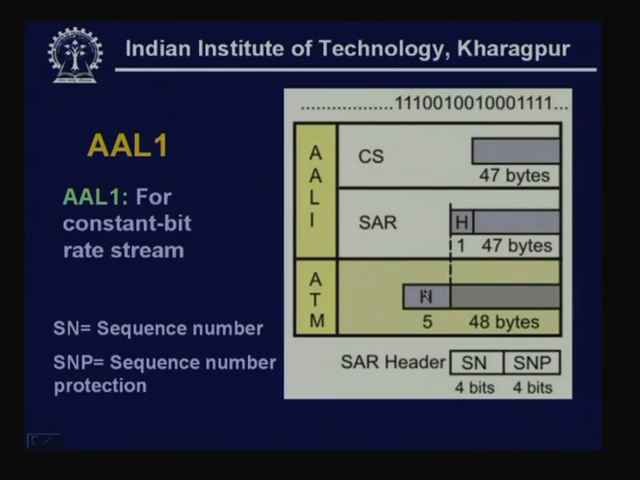 Indian Institute of Technology, Kharagpur
AAL1
AAL1: For
constant-bit
rate stream
SN= Sequence number
SNP= Sequence number
protection
..................1110010010001111...
A
A
L
I
CS
47 bytes
SAR
H
1 47 bytes
A
T
M
5 48 bytes
SAR Header SN SNP
4 bits 4 bits